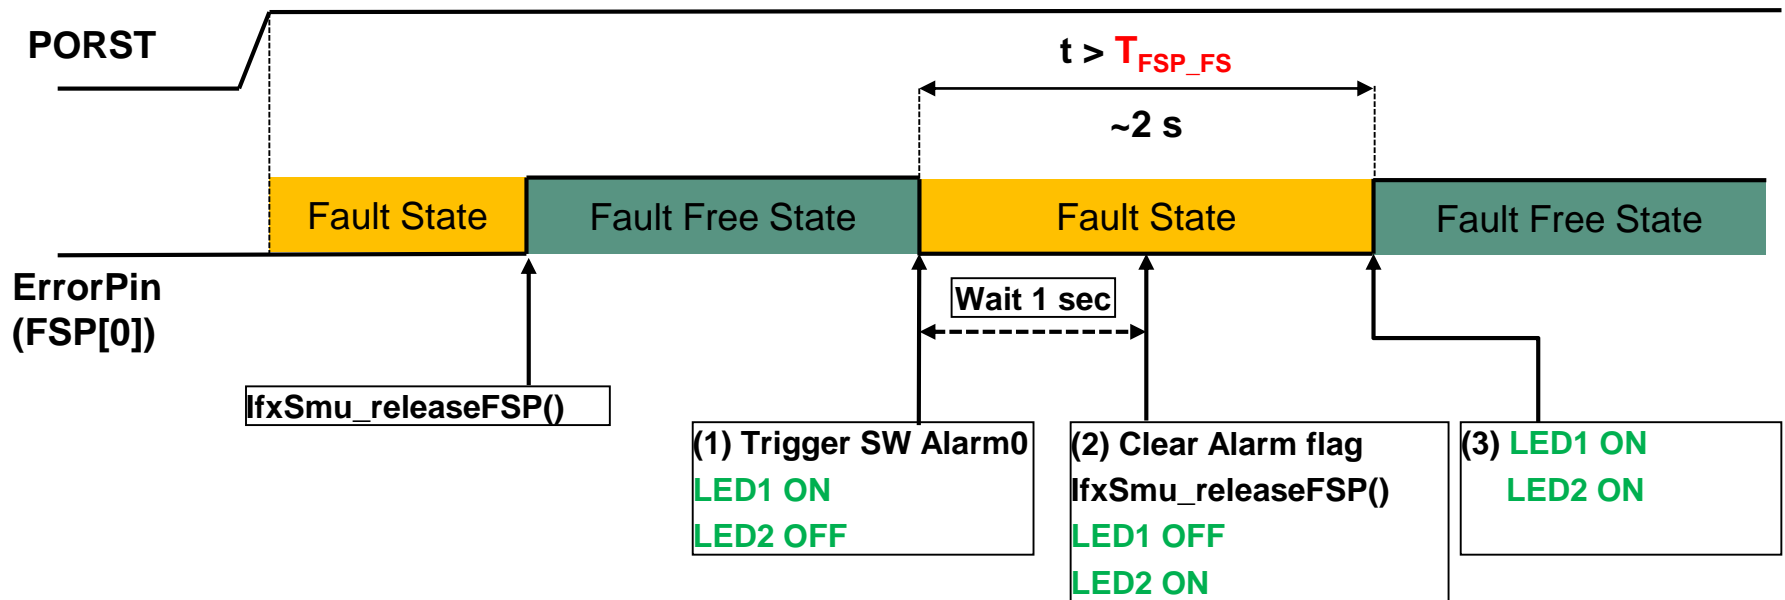 PORST
t > T_FSP_FS
~2 s
Fault State
Fault Free State
Fault State
Fault Free State
ErrorPin
(FSP[0])
Wait 1 sec
IfxSmu_releaseFSP()
(1) Trigger SW Alarm0
LED1 ON
LED2 OFF
(2) Clear Alarm flag
IfxSmu_releaseFSP()
LED1 OFF
LED2 ON
(3) LED1 ON
LED2 ON